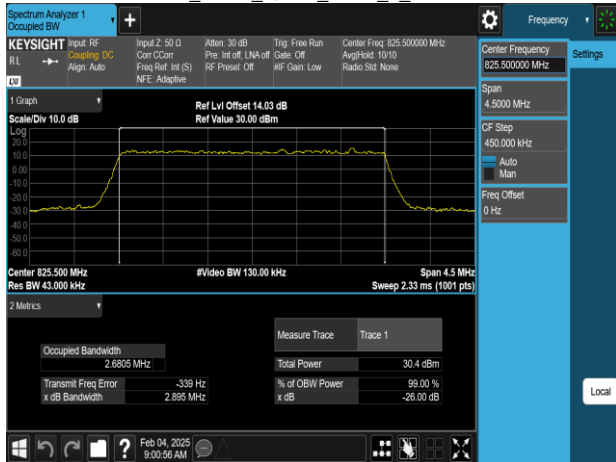 Spectrum Analyzer 1
Occupied BW
Frequency
KEYSIGHT
RL
LXI
Input: RF
Coupling: DC
Align: Auto
Input Z: 50 Ω
Corr CCorr
Freq Ref: Int (S)
NFE: Adaptive
Atten: 30 dB
Pre: Int off, LNA off
RF Preset: Off
Trig: Free Run
Gate: Off
#IF Gain: Low
Center Freq: 825.500000 MHz
Avg|Hold: 10/10
Radio Std: None
Center Frequency
825.500000 MHz
Settings
Span
4.5000 MHz
CF Step
450.000 kHz
Auto
Man
Freq Offset
0 Hz
Local
1 Graph
Scale/Div 10.0 dB
Ref Lvl Offset 14.03 dB
Ref Value 30.00 dBm
Log
20.0
10.0
0.00
-10.0
-20.0
-30.0
-40.0
-50.0
-60.0
Center 825.500 MHz
#Video BW 130.00 kHz
Span 4.5 MHz
Res BW 43.000 kHz
Sweep 2.33 ms (1001 pts)
2 Metrics
Measure Trace
Trace 1
Occupied Bandwidth
2.6805 MHz
Total Power
30.4 dBm
Transmit Freq Error
-339 Hz
% of OBW Power
99.00 %
x dB Bandwidth
2.895 MHz
x dB
-26.00 dB
?
Feb 04, 2025
9:00:56 AM